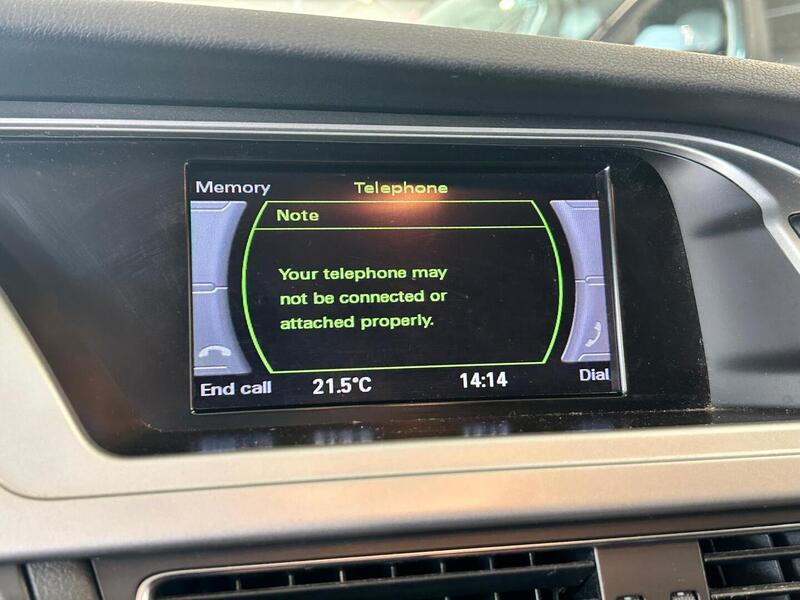 Memory Telephone
Note
Your telephone may
not be connected or
attached properly.
End call 21.5°C 14:14 Dial